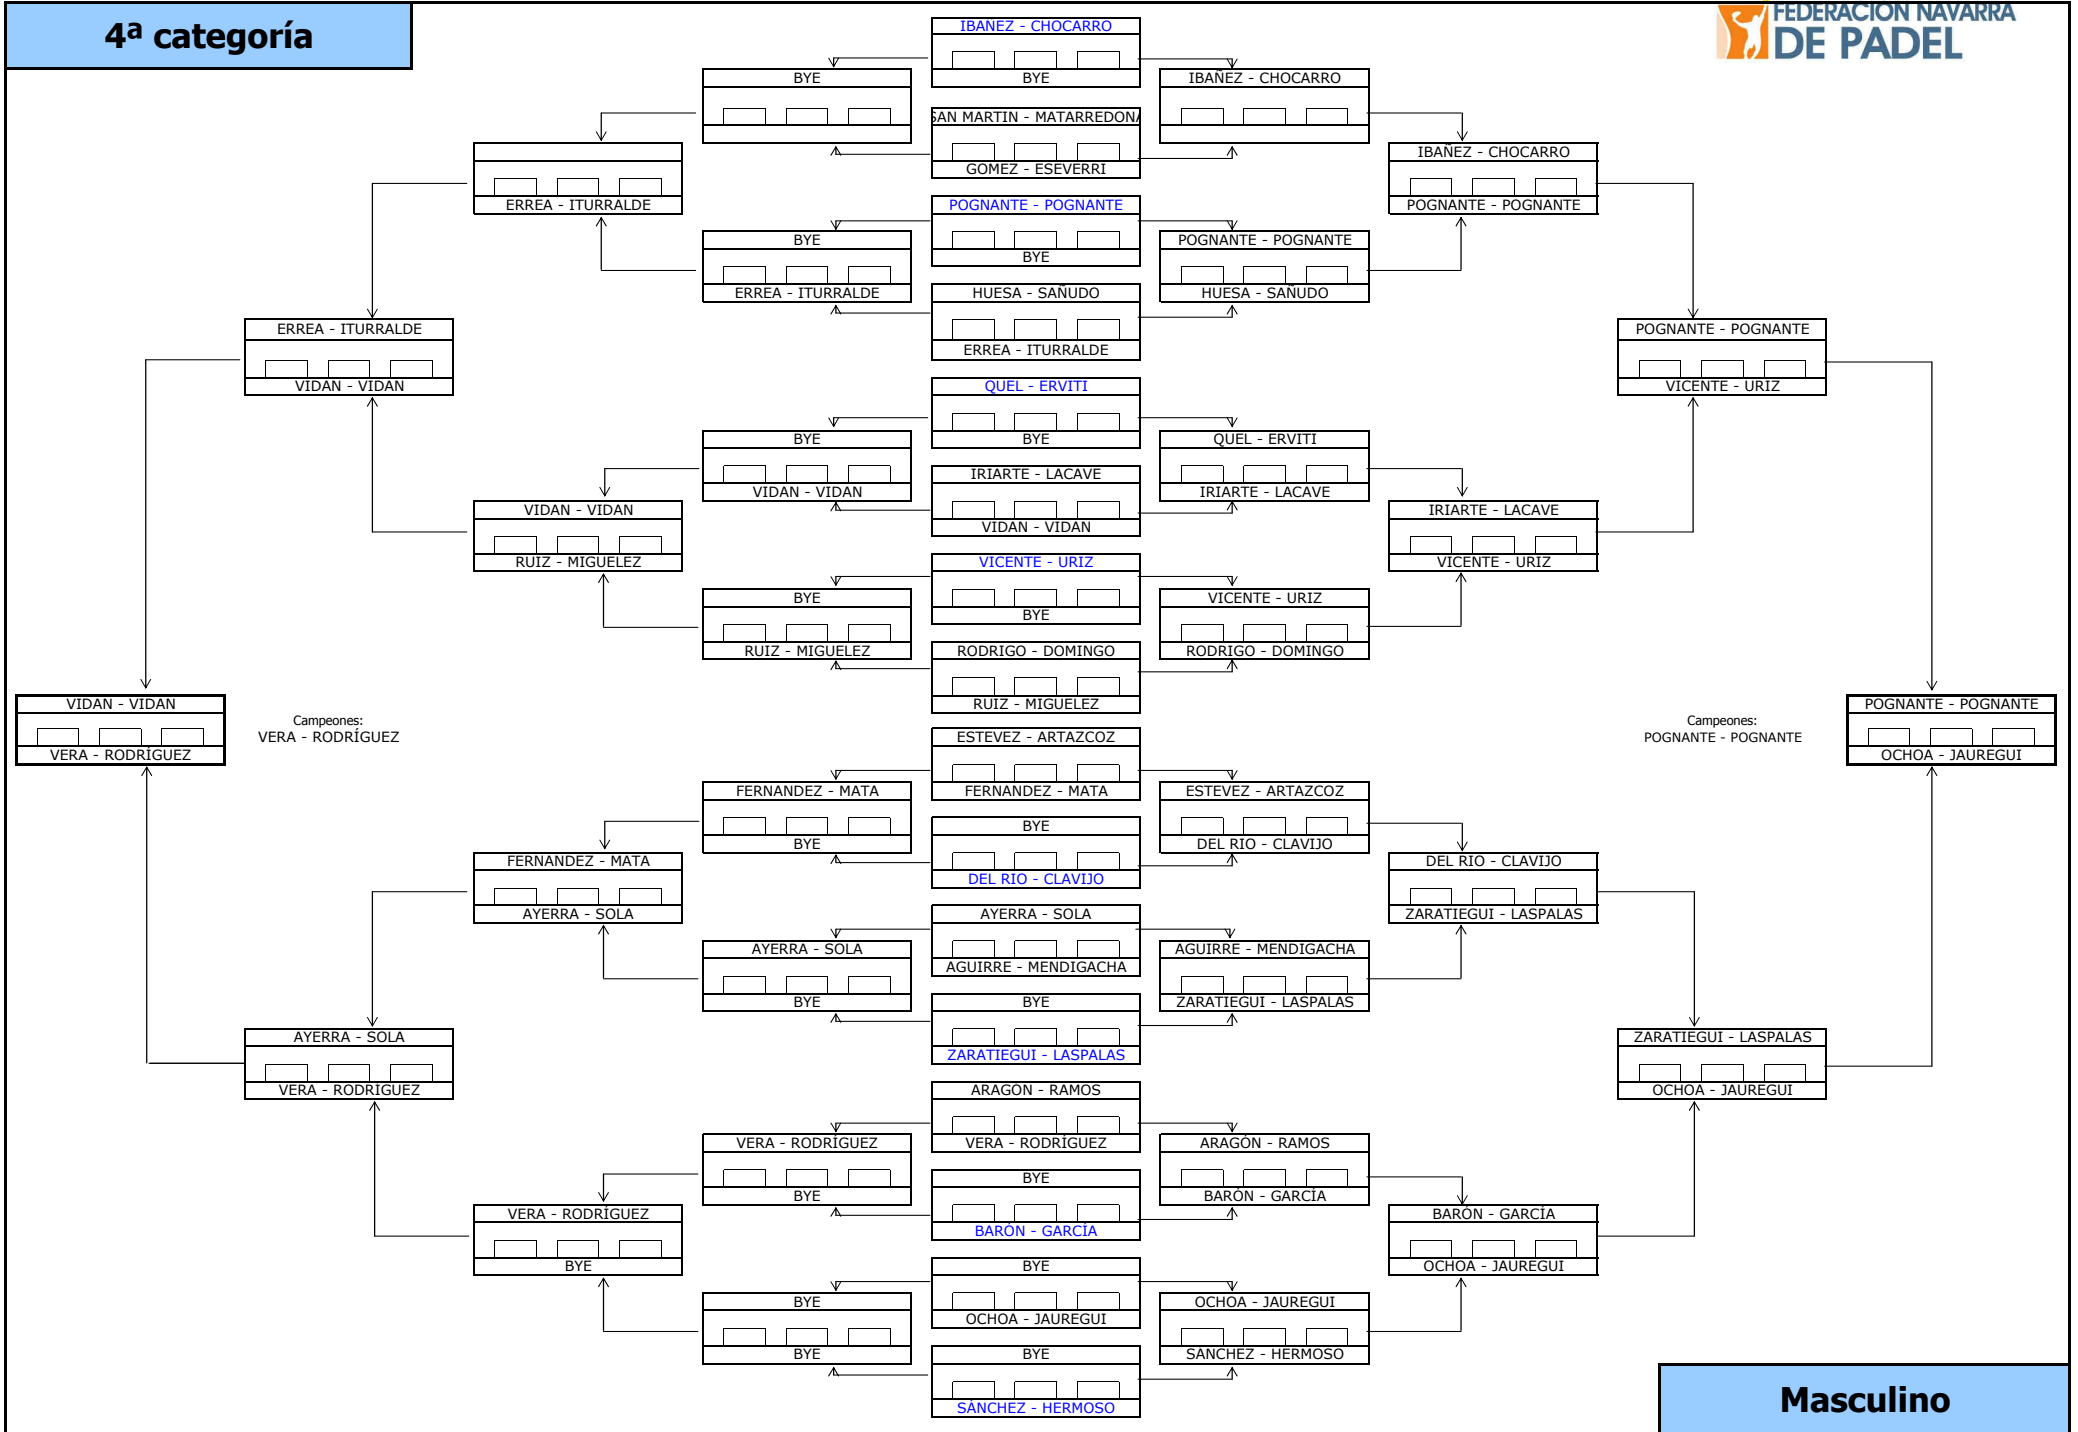 4ª categoría
FEDERACIÓN NAVARRA
DE PADEL
IBAÑEZ - CHOCARRO
BYE
BYE
IBAÑEZ - CHOCARRO
SAN MARTIN - MATARREDONA
GOMEZ - ESEVERRI
IBAÑEZ - CHOCARRO
POGNANTE - POGNANTE
ERREA - ITURRALDE
POGNANTE - POGNANTE
BYE
BYE
ERREA - ITURRALDE
POGNANTE - POGNANTE
HUESA - SAÑUDO
HUESA - SAÑUDO
ERREA - ITURRALDE
ERREA - ITURRALDE
VIDAN - VIDAN
POGNANTE - POGNANTE
VICENTE - URIZ
QUEL - ERVITI
BYE
BYE
VIDAN - VIDAN
QUEL - ERVITI
IRIARTE - LACAVE
IRIARTE - LACAVE
VIDAN - VIDAN
VIDAN - VIDAN
RUIZ - MIGUELEZ
IRIARTE - LACAVE
VICENTE - URIZ
VICENTE - URIZ
BYE
BYE
RUIZ - MIGUELEZ
VICENTE - URIZ
RODRIGO - DOMINGO
RODRIGO - DOMINGO
RUIZ - MIGUELEZ
VIDAN - VIDAN
VERA - RODRÍGUEZ
Campeones:
VERA - RODRÍGUEZ
Campeones:
POGNANTE - POGNANTE
POGNANTE - POGNANTE
OCHOA - JAUREGUI
ESTEVEZ - ARTAZCOZ
FERNANDEZ - MATA
FERNANDEZ - MATA
BYE
ESTEVEZ - ARTAZCOZ
DEL RIO - CLAVIJO
BYE
DEL RIO - CLAVIJO
FERNANDEZ - MATA
AYERRA - SOLA
DEL RIO - CLAVIJO
ZARATIEGUI - LASPALAS
AYERRA - SOLA
AGUIRRE - MENDIGACHA
AYERRA - SOLA
BYE
AGUIRRE - MENDIGACHA
ZARATIEGUI - LASPALAS
BYE
ZARATIEGUI - LASPALAS
AYERRA - SOLA
VERA - RODRÍGUEZ
ZARATIEGUI - LASPALAS
OCHOA - JAUREGUI
ARAGÓN - RAMOS
VERA - RODRÍGUEZ
VERA - RODRÍGUEZ
BYE
ARAGÓN - RAMOS
BARÓN - GARCÍA
BYE
BARÓN - GARCÍA
VERA - RODRÍGUEZ
BYE
BARÓN - GARCÍA
OCHOA - JAUREGUI
BYE
OCHOA - JAUREGUI
BYE
BYE
OCHOA - JAUREGUI
SÁNCHEZ - HERMOSO
BYE
SÁNCHEZ - HERMOSO
Masculino